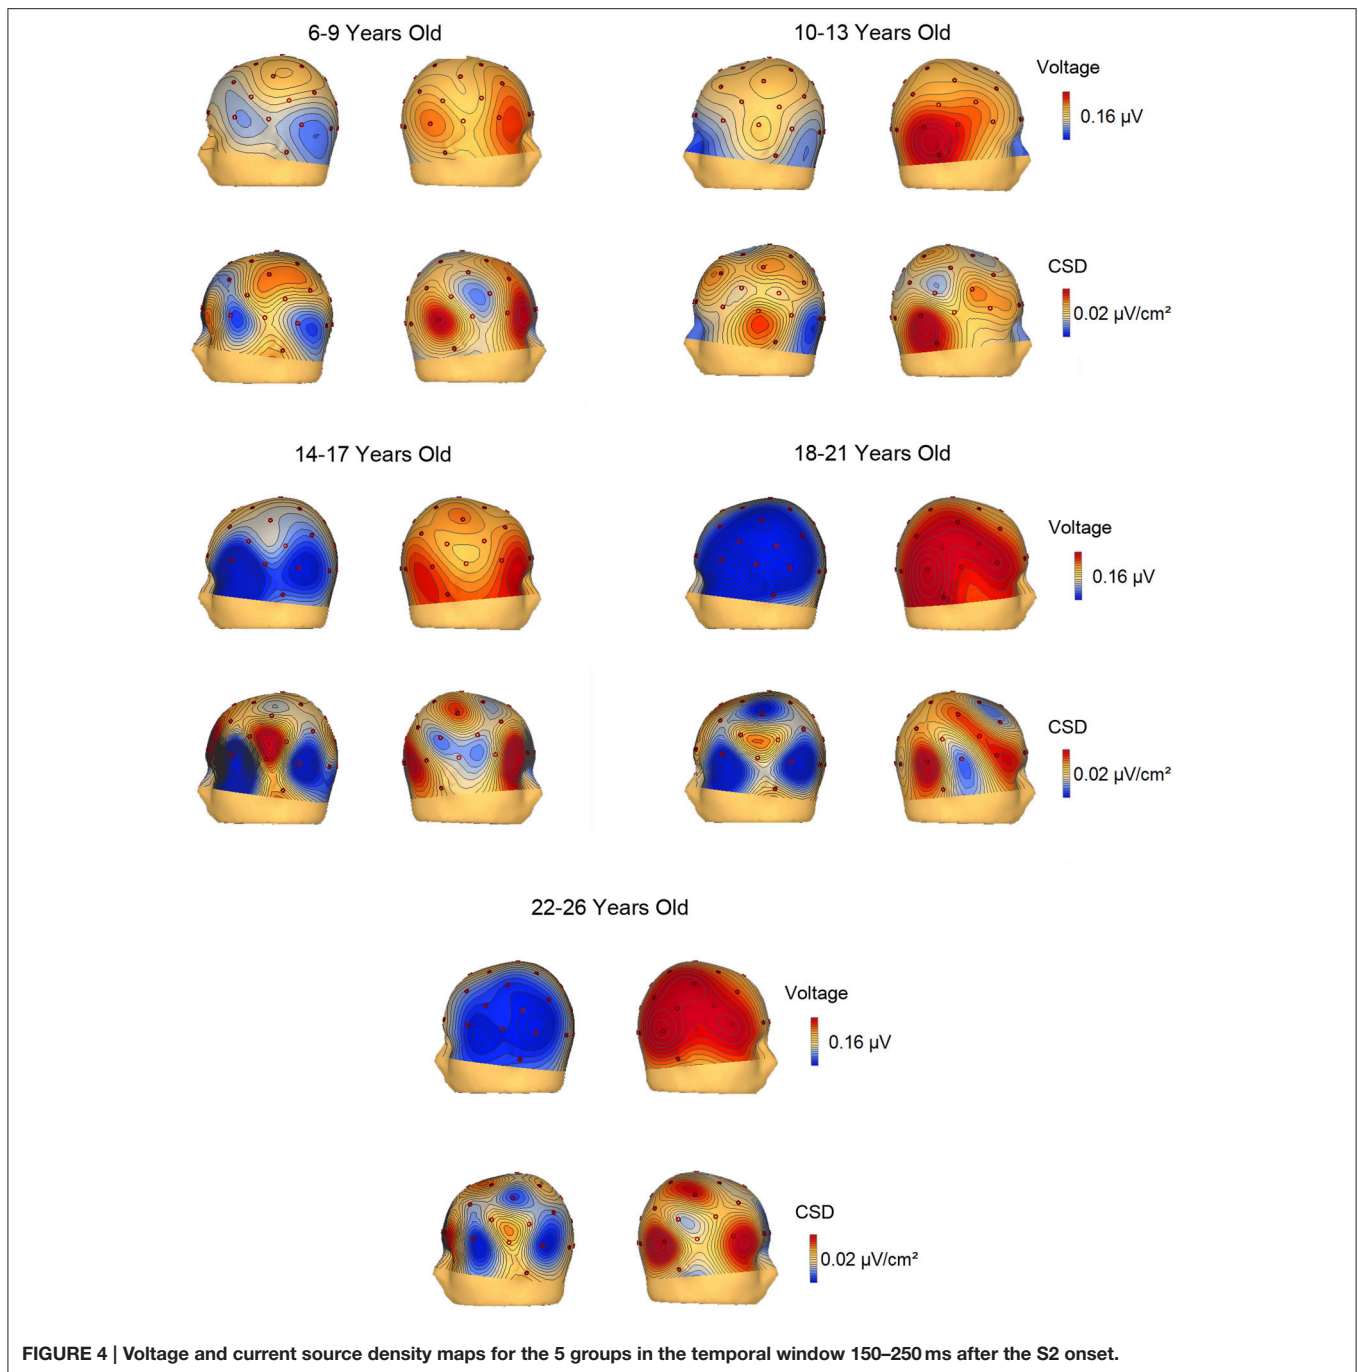 6-9 Years Old
10-13 Years Old
Voltage
0.16 µV
CSD
0.02 µV/cm²
14-17 Years Old
18-21 Years Old
Voltage
0.16 µV
CSD
0.02 µV/cm²
22-26 Years Old
Voltage
0.16 µV
CSD
0.02 µV/cm²
FIGURE 4 | Voltage and current source density maps for the 5 groups in the temporal window 150–250 ms after the S2 onset.